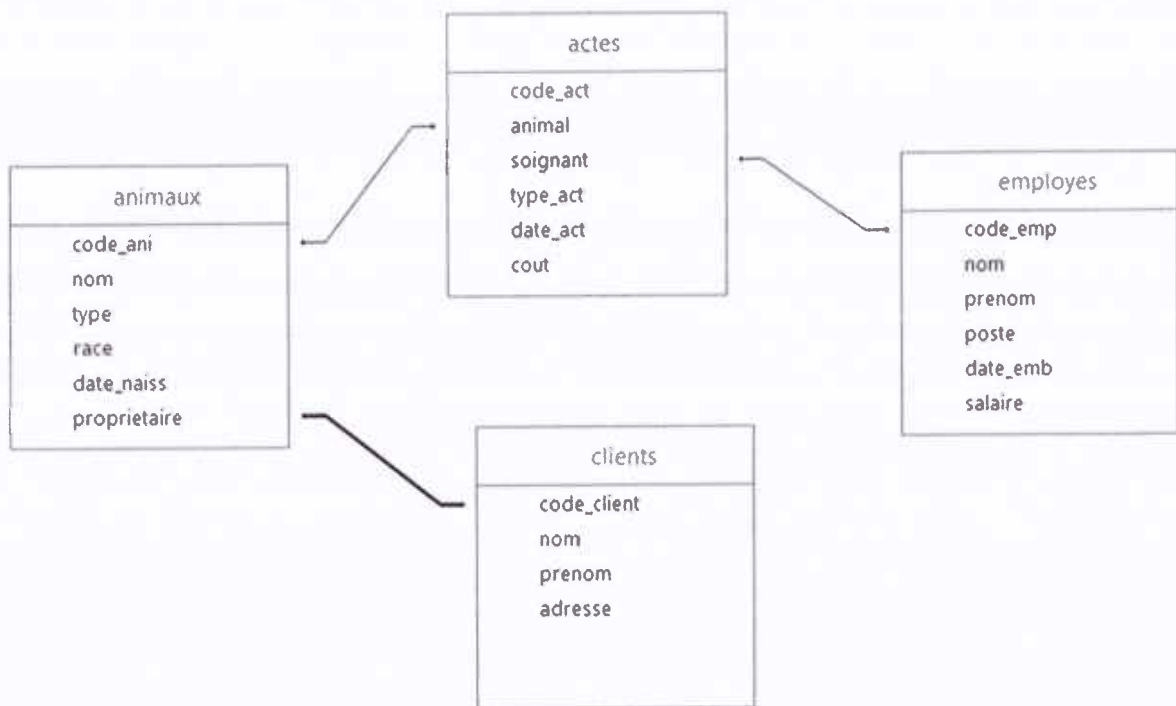 actes
code_act
animal
soignant
type_act
date_act
cout
animaux
code_ani
nom
type
race
date_naiss
proprietaire
employes
code_emp
nom
prenom
poste
date_emb
salaire
clients
code_client
nom
prenom
adresse